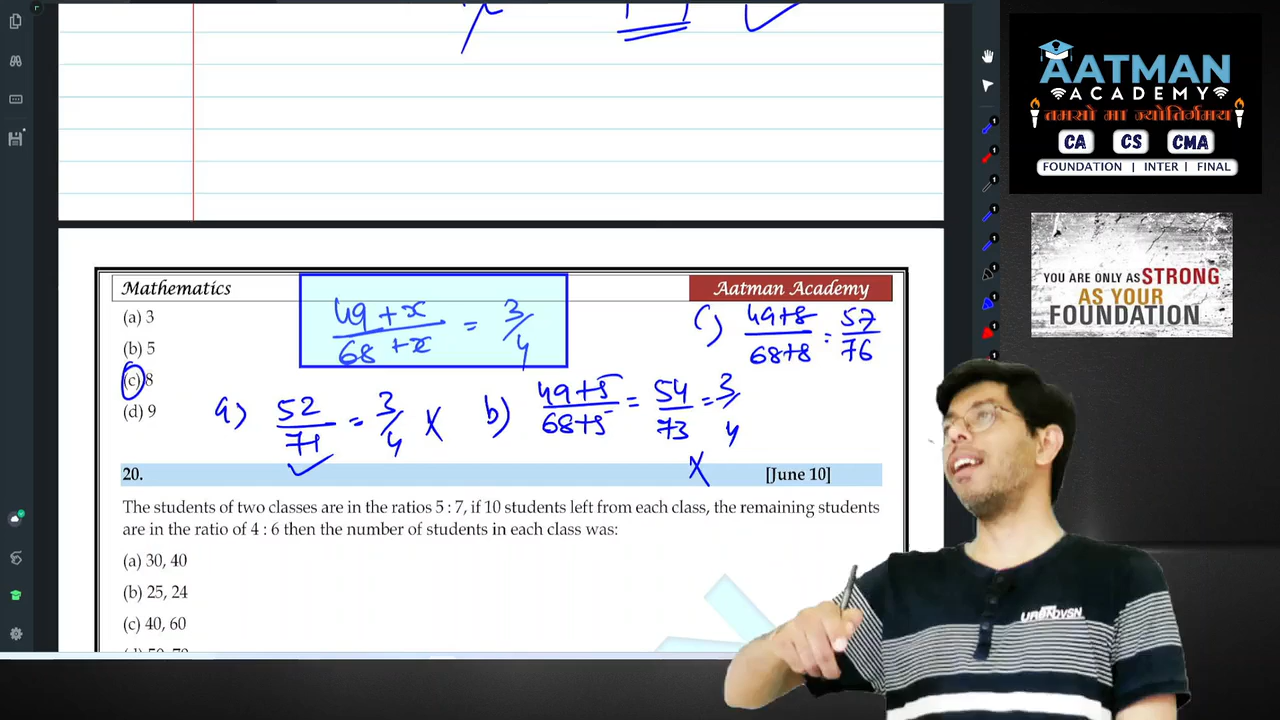 Mathematics
Aatman Academy
(a) 3
(b) 5
(c) 8
(d) 9
49 + x / 68 + x = 3/4
c) 49+8 / 68+8 : 57 / 76
a) 52 / 71 = 3/4 X
b) 49+5 / 68+5 = 54 / 73 = 3/4
X
20. [June 10]
The students of two classes are in the ratios 5 : 7, if 10 students left from each class, the remaining students
are in the ratio of 4 : 6 then the number of students in each class was:
(a) 30, 40
(b) 25, 24
(c) 40, 60
AATMAN
ACADEMY
तमसो मा ज्योतिर्गमय
CA CS CMA
FOUNDATION | INTER | FINAL
YOU ARE ONLY AS STRONG
AS YOUR
FOUNDATION